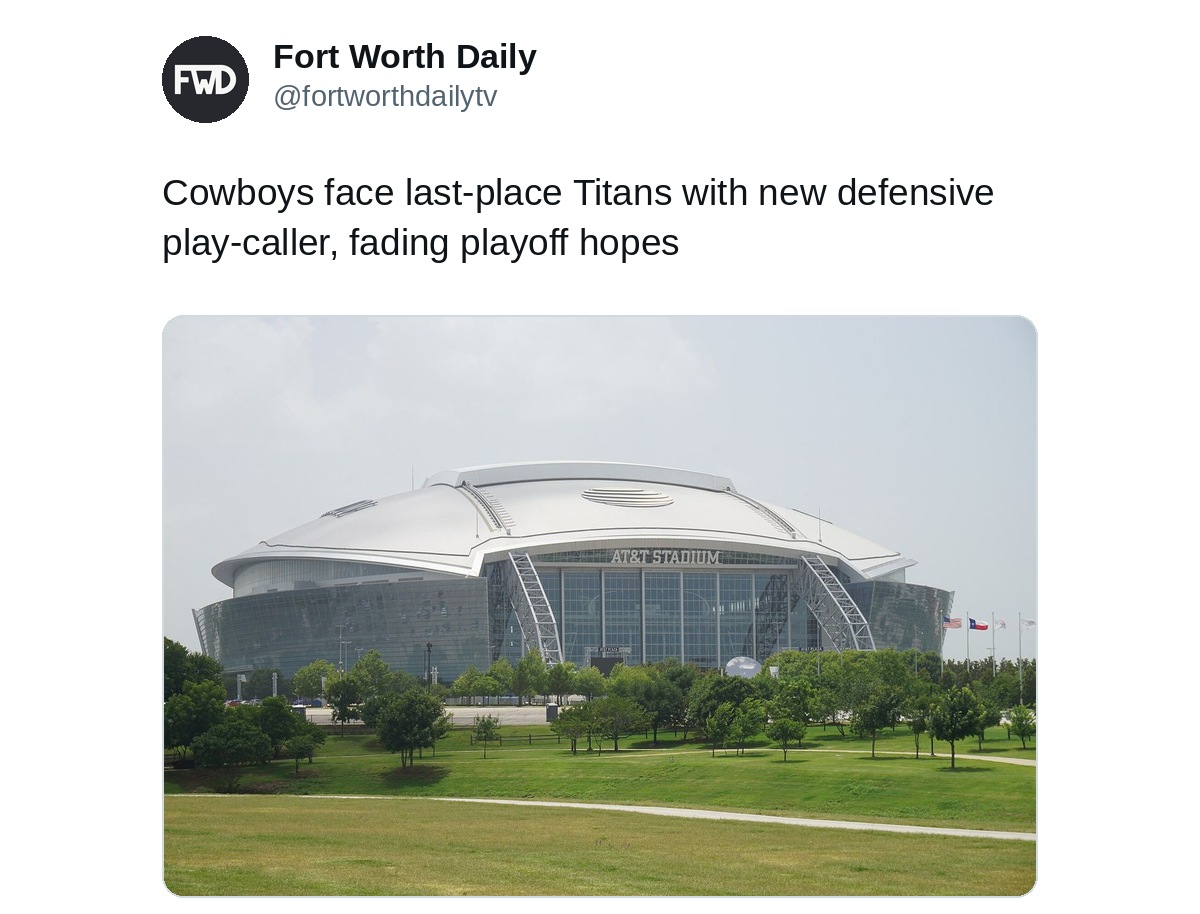 FWD
Fort Worth Daily
@fortworthdailytv
Cowboys face last-place Titans with new defensive
play-caller, fading playoff hopes
AT&T STADIUM